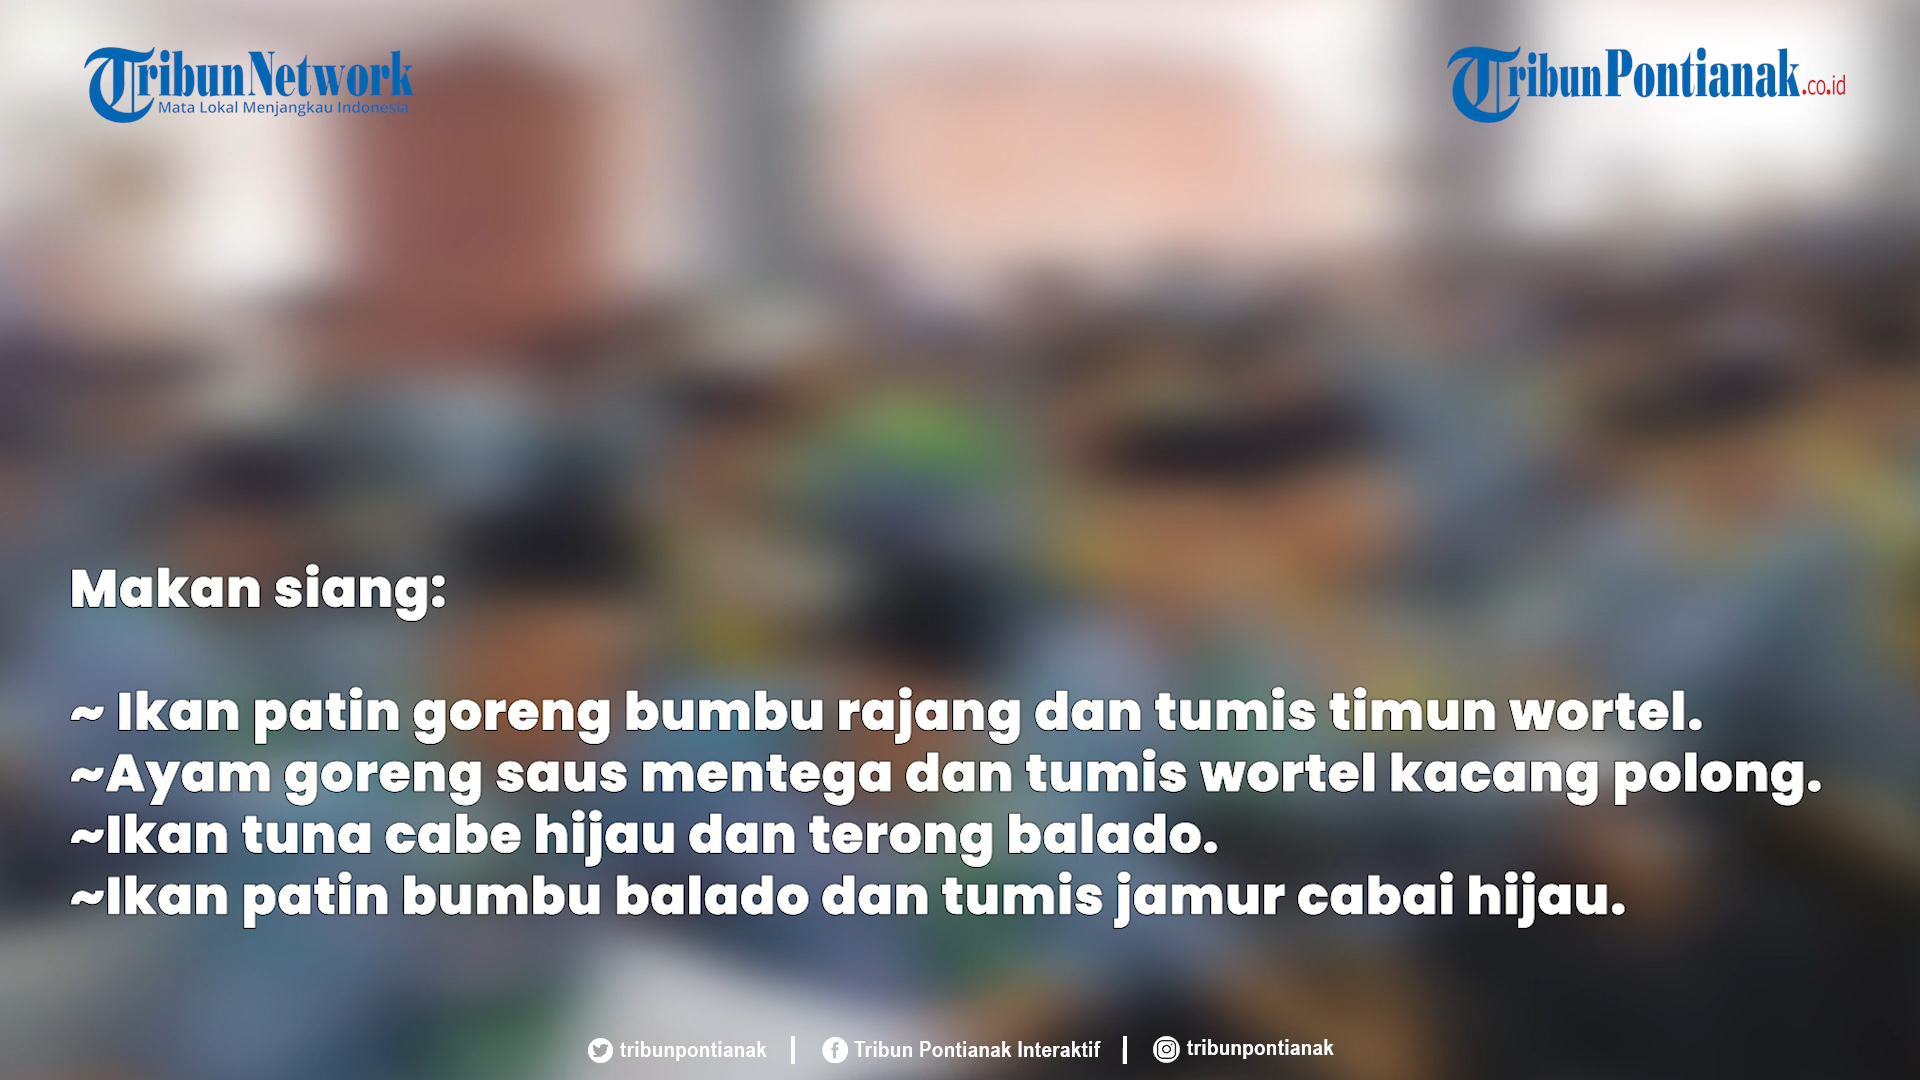 Tribun Network
Mata Lokal Menjangkau Indonesia
TribunPontianak.co.id
Makan siang:
~ Ikan patin goreng bumbu rajang dan tumis timun wortel.
~Ayam goreng saus mentega dan tumis wortel kacang polong.
~Ikan tuna cabe hijau dan terong balado.
~Ikan patin bumbu balado dan tumis jamur cabai hijau.
tribunpontianak | Tribun Pontianak Interaktif | tribunpontianak